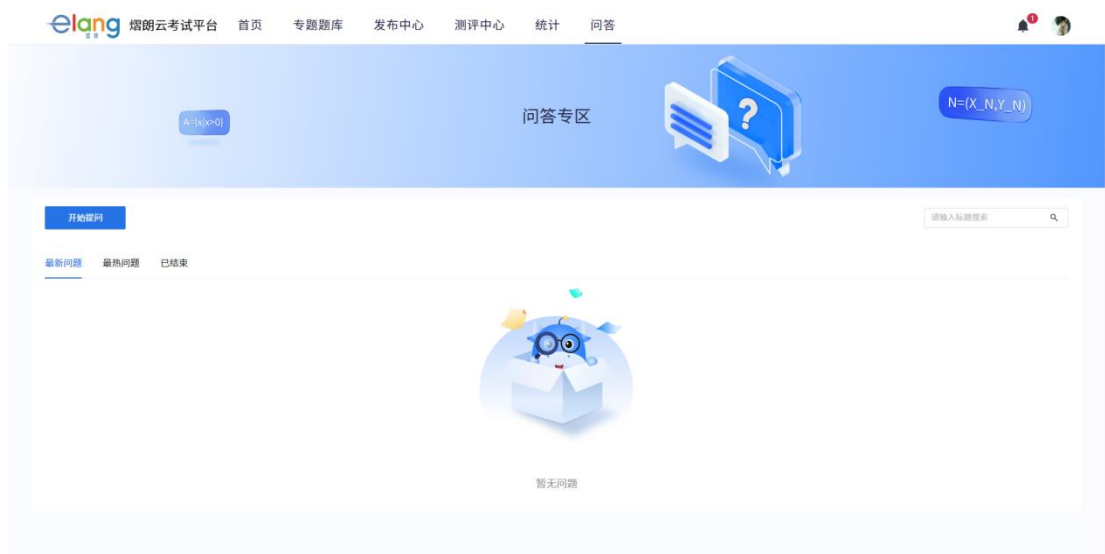 elang 熠朗云考试平台 首页 专题题库 发布中心 测评中心 统计 问答
熠朗
1
A={x|x>0}
问答专区
?
N=(X_N,Y_N)
开始提问
请输入标题搜索
最新问题 最热问题 已结束
暂无问题